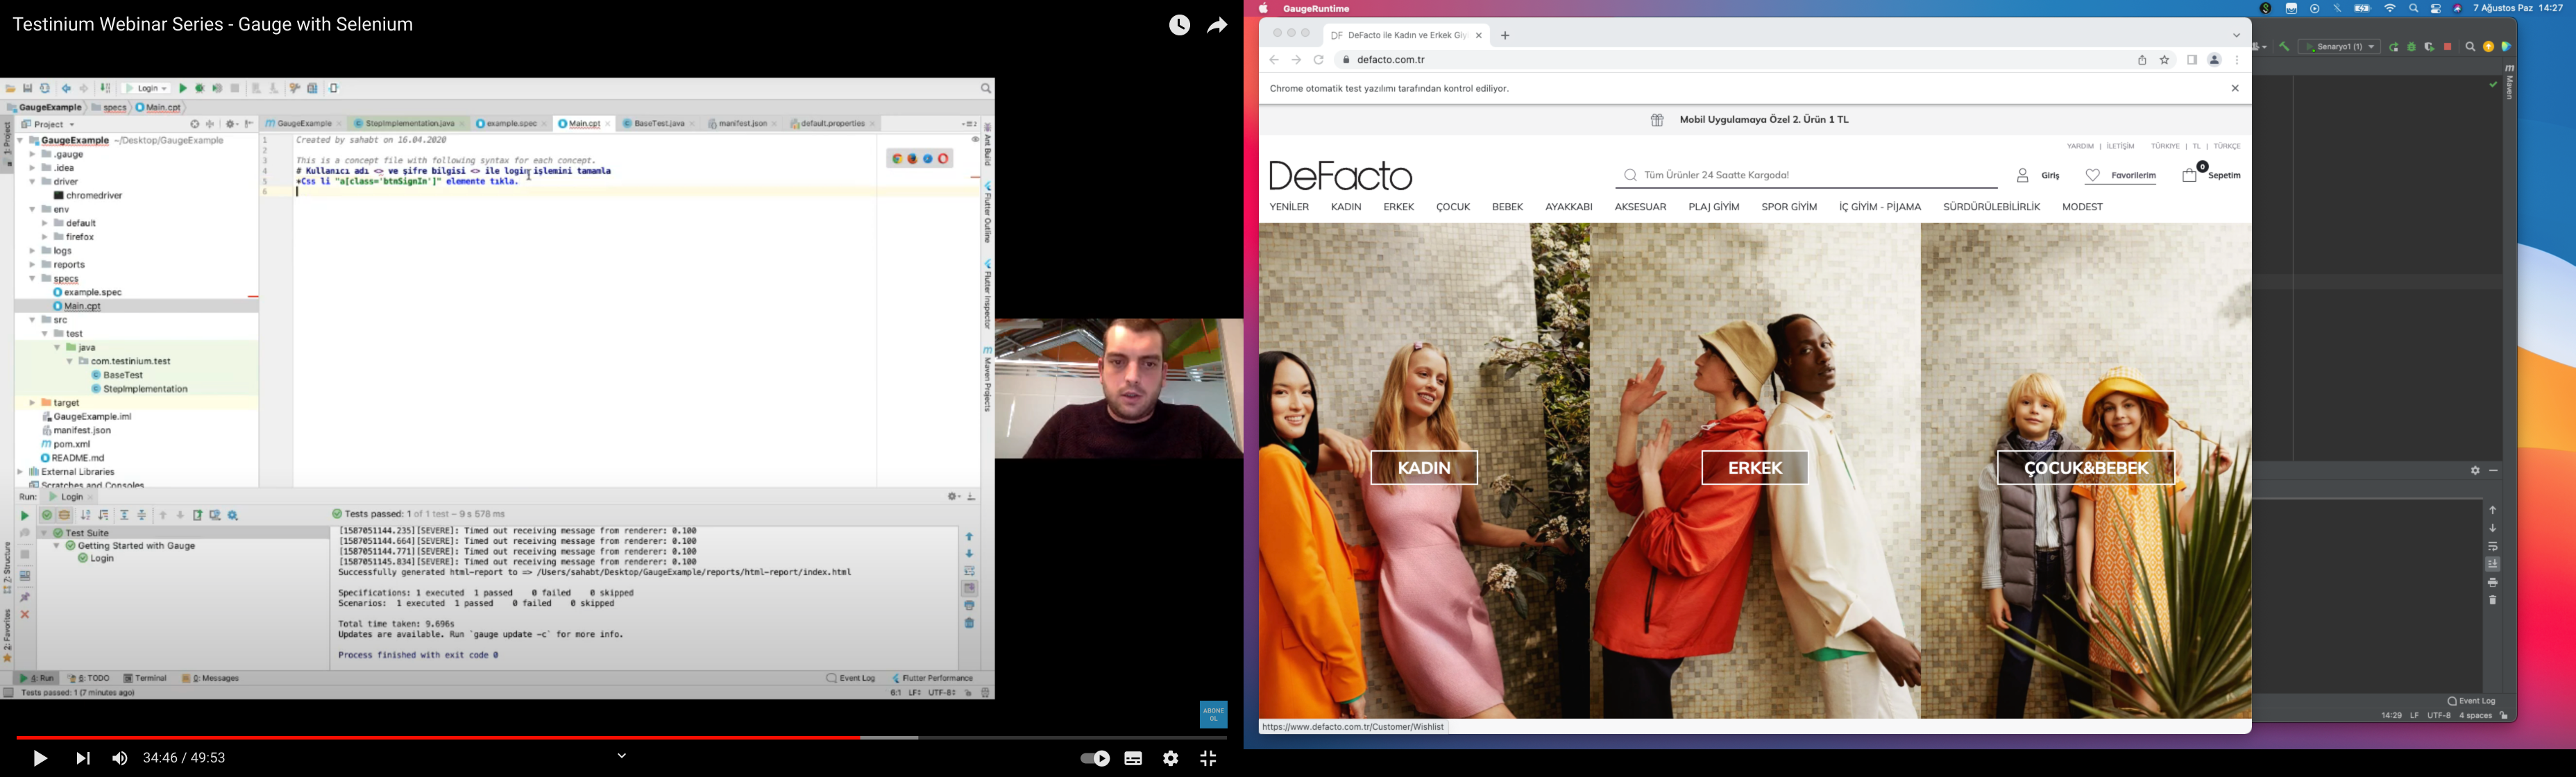 Testinium Webinar Series - Gauge with Selenium
Login
GaugeExample specs Main.cpt
Project
GaugeExample StepImplementation.java example.spec Main.cpt BaseTest.java manifest.json default.properties
GaugeExample ~/Desktop/GaugeExample
.gauge
.idea
driver
chromedriver
env
default
firefox
logs
reports
specs
example.spec
Main.cpt
src
test
java
com.testinium.test
BaseTest
StepImplementation
target
GaugeExample.iml
manifest.json
pom.xml
README.md
External Libraries
Scratches and Consoles
1 Created by sahabt on 16.04.2020
2
3 This is a concept file with following syntax for each concept.
4 # Kullanıcı adı <> ve şifre bilgisi <> ile login işlemini tamamla
5 *Css li "a[class='btnSignIn']" elemente tıkla.
6
Project
Ant Build
Flutter Outline
Flutter Inspector
Maven Projects
Z: Structure
2: Favorites
Run: Login
Tests passed: 1 of 1 test – 9 s 578 ms
Test Suite
Getting Started with Gauge
Login
[1587051144.235][SEVERE]: Timed out receiving message from renderer: 0.100
[1587051144.664][SEVERE]: Timed out receiving message from renderer: 0.100
[1587051144.771][SEVERE]: Timed out receiving message from renderer: 0.100
[1587051145.834][SEVERE]: Timed out receiving message from renderer: 0.100
Successfully generated html-report to => /Users/sahabt/Desktop/GaugeExample/reports/html-report/index.html
Specifications: 1 executed 1 passed 0 failed 0 skipped
Scenarios: 1 executed 1 passed 0 failed 0 skipped
Total time taken: 9.696s
Updates are available. Run `gauge update -c` for more info.
Process finished with exit code 0
4: Run 6: TODO Terminal 0: Messages Event Log Flutter Performance
Tests passed: 1 (7 minutes ago) 6:1 LF÷ UTF-8÷
ABONE
OL
34:46 / 49:53
GaugeRuntime
7 Ağustos Paz 14:27
DF DeFacto ile Kadın ve Erkek Giy
defacto.com.tr
Chrome otomatik test yazılımı tarafından kontrol ediliyor.
Mobil Uygulamaya Özel 2. Ürün 1 TL
YARDIM | İLETİŞİM TÜRKIYE | TL | TÜRKÇE
DeFacto
Tüm Ürünler 24 Saatte Kargoda!
Giriş
Favorilerim
0
Sepetim
YENİLER KADIN ERKEK ÇOCUK BEBEK AYAKKABI AKSESUAR PLAJ GİYİM SPOR GİYİM İÇ GİYİM - PİJAMA SÜRDÜRÜLEBİLİRLİK MODEST
KADIN
ERKEK
ÇOCUK&BEBEK
https://www.defacto.com.tr/Customer/Wishlist
Senaryo1 (1)
Maven
Event Log
14:29 LF UTF-8 4 spaces